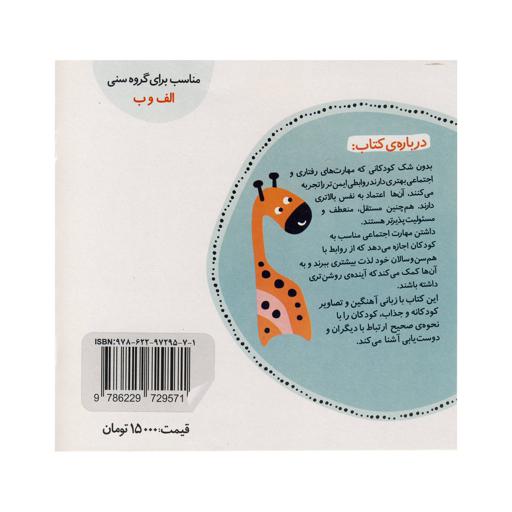 مناسب برای گروه سنی
الف و ب
درباره‌ی کتاب:
بدون شک کودکانی که مهارت‌های رفتاری و
اجتماعی بهتری دارند روابطی ایمن‌تر را تجربه
می‌کنند. آن‌ها اعتماد به نفس بالاتری
دارند. هم‌چنین مستقل، منعطف و
مسئولیت‌پذیرتر هستند.
داشتن مهارت اجتماعی مناسب به
کودکان اجازه می‌دهد که از روابط با
هم‌سن‌وسالان خود لذت بیشتری ببرند و به
آن‌ها کمک می‌کند که آینده‌ی روشن‌تری
داشته باشند.
این کتاب با زبانی آهنگین و تصاویر
کودکانه و جذاب، کودکان را با
نحوه‌ی صحیح ارتباط با دیگران و
دوست‌یابی آشنا می‌کند.
ISBN: ۹۷۸-۶۲۲-۹۷۲۹۵-۷-۱
9 786229 729571
قیمت: ۱۵۰۰۰ تومان